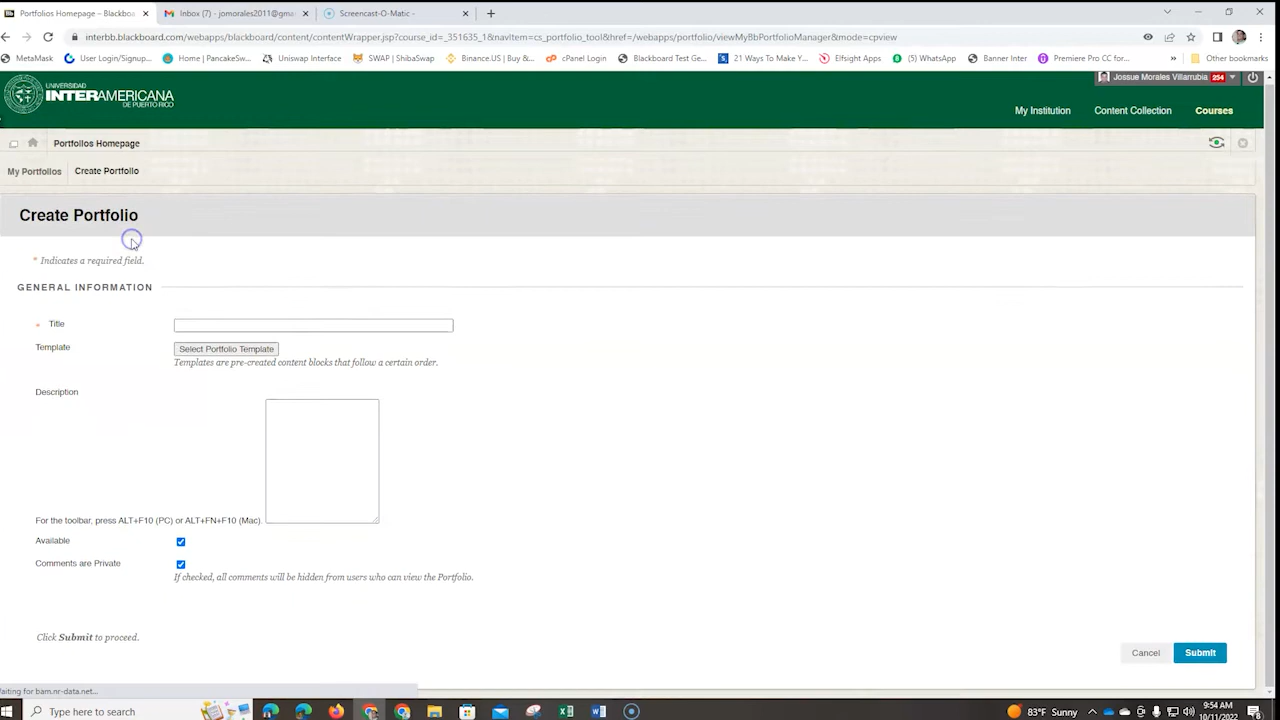 Portfolios Homepage – Blackboa
Inbox (7) - jomorales2011@gma
Screencast-O-Matic -
interbb.blackboard.com/webapps/blackboard/content/contentWrapper.jsp?course_id=_351635_1&navItem=cs_portfolio_tool&href=/webapps/portfolio/viewMyBbPortfolioManager&mode=cpview
MetaMask
User Login/Signup...
Home | PancakeSw...
Uniswap Interface
SWAP | ShibaSwap
Binance.US | Buy &...
cPanel Login
Blackboard Test Ge...
21 Ways To Make Y...
Elfsight Apps
(5) WhatsApp
Banner Inter
Premiere Pro CC for...
»
Other bookmarks
UNIVERSIDAD
INTERAMERICANA
DE PUERTO RICO
Jossue Morales Villarrubia 254
My Institution
Content Collection
Courses
Portfolios Homepage
My Portfolios
Create Portfolio
Create Portfolio
* Indicates a required field.
GENERAL INFORMATION
* Title
Template
Select Portfolio Template
Templates are pre-created content blocks that follow a certain order.
Description
For the toolbar, press ALT+F10 (PC) or ALT+FN+F10 (Mac).
Available
Comments are Private
If checked, all comments will be hidden from users who can view the Portfolio.
Click Submit to proceed.
Cancel
Submit
Waiting for bam.nr-data.net...
Type here to search
83°F Sunny
9:54 AM
10/11/2022